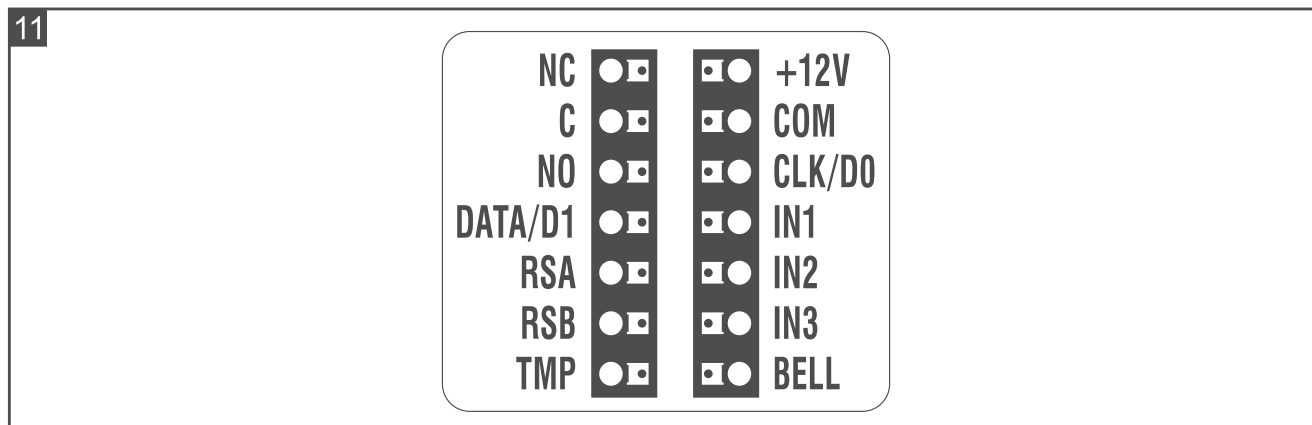 11
NC +12V
C COM
NO CLK/D0
DATA/D1 IN1
RSA IN2
RSB IN3
TMP BELL